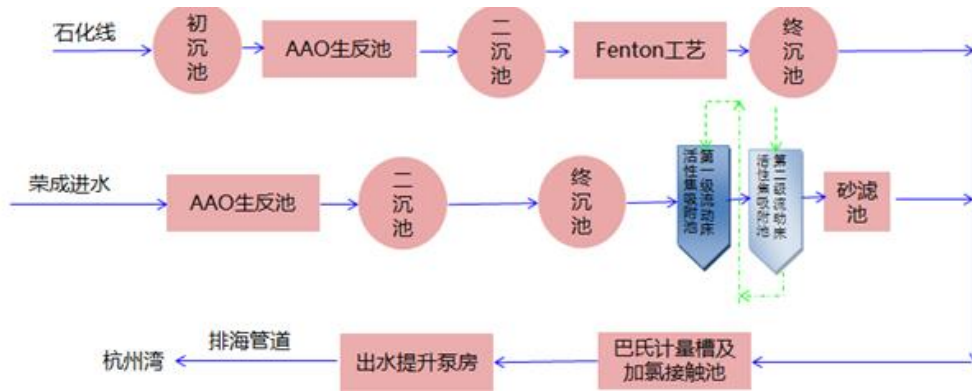 石化线
初沉池
AAO生反池
二沉池
Fenton工艺
终沉池
荣成进水
AAO生反池
二沉池
终沉池
第一级流动床
活性焦吸附池
第二级流动床
活性焦吸附池
砂滤
池
杭州湾
排海管道
出水提升泵房
巴氏计量槽及
加氯接触池